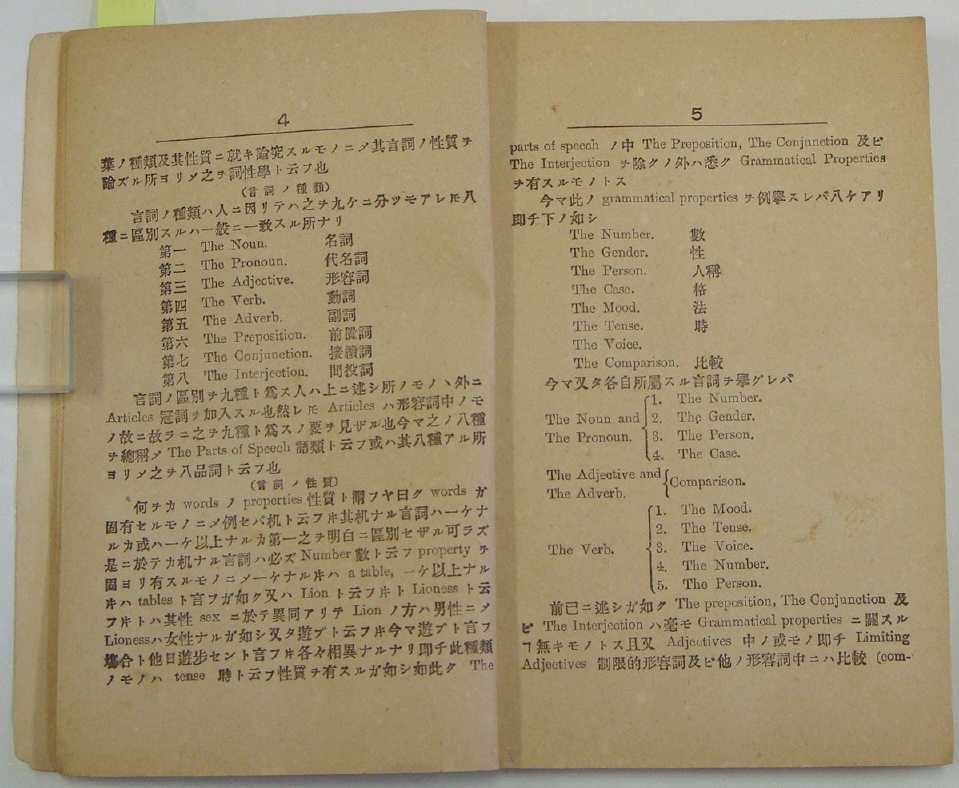 4
葉ノ種類及其性質ニ就キ論究スルモノニ〆其言詞ノ性質ヲ
論ズル所ヨリ〆之ヲ詞性學ト云フ也
(言詞ノ種類)
言詞ノ種類ハ人ニ因リテハ之ヲ九ケニ分ツモアレ𪜈八
種ニ區別スルハ一般ニ一致スル所ナリ
第一 The Noun. 名詞
第二 The Pronoun. 代名詞
第三 The Adjective. 形容詞
第四 The Verb. 動詞
第五 The Adverb. 副詞
第六 The Preposition. 前置詞
第七 The Conjunction. 接續詞
第八 The Interjection. 間投詞
言詞ノ區別ヲ九種ト爲ス人ハ上ニ述シ所ノモノヽ外ニ
Articles 冠詞ヲ加入スル也然レ𪜈 Articles ハ形容詞中ノモ
ノ故ニ故ラニ之ヲ九種ト爲スノ要ヲ見ザル也今マ之ノ八種
ヲ總稱〆 The Parts of Speech 語類ト云フ或ハ其八種アル所
ヨリ〆之ヲ八品詞ト云フ也
(言詞ノ性質)
何ヲカ words ノ properties 性質ト謂フヤ曰ク words ガ
固有セルモノニ〆例セバ机ト云フ𪜈其机ナル言詞ハ一ケナ
ルカ或ハ一ケ以上ナルカ第一之ヲ明白ニ區別セザル可ラズ
是ニ於テカ机ナル言詞ハ必ズ Number 數ト云フ property ヲ
固ヨリ有スルモノニ〆一ケナル𪜈ハ a table, 一ケ以上ナル
𪜈ハ tables ト言フガ如ク又ハ Lion ト云フ𪜈ト Lioness ト云
フ𪜈トハ其性 sex ニ於テ異同アリテ Lion ノ方ハ男性ニ〆
Lionessハ女性ナルガ如シ又タ遊ブト云フ𪜈今マ遊ブト言フ
塲合ト他日遊歩セント言フ𪜈ハ各々相異ナルナリ即チ此種類
ノモノハ tense 時ト云フ性質ヲ有スルガ如シ如此ク The
5
parts of speech ノ中 The Preposition, The Conjunction 及ビ
The Interjection ヲ除クノ外ハ悉ク Grammatical Properties
ヲ有スルモノトス
今マ此ノ grammatical properties ヲ例擧スレバ八ケアリ
即チ下ノ如シ
The Number. 數
The Gender. 性
The Person. 人稱
The Case. 格
The Mood. 法
The Tense. 時
The Voice.
The Comparison. 比較
今マ又タ各自所屬スル言詞ヲ擧グレバ
The Noun and
The Pronoun.
1. The Number.
2. The Gender.
3. The Person.
4. The Case.
The Adjective and
The Adverb.
Comparison.
The Verb.
1. The Mood.
2. The Tense.
3. The Voice.
4. The Number.
5. The Person.
前已ニ述シガ如ク The preposition, The Conjunction 及
ビ The Interjection ハ毫モ Grammatical properties ニ關スル
ヿ無キモノトス且又 Adjectives 中ノ或モノ即チ Limiting
Adjectives 制限的形容詞及ビ他ノ形容詞中ニハ比較 (com-